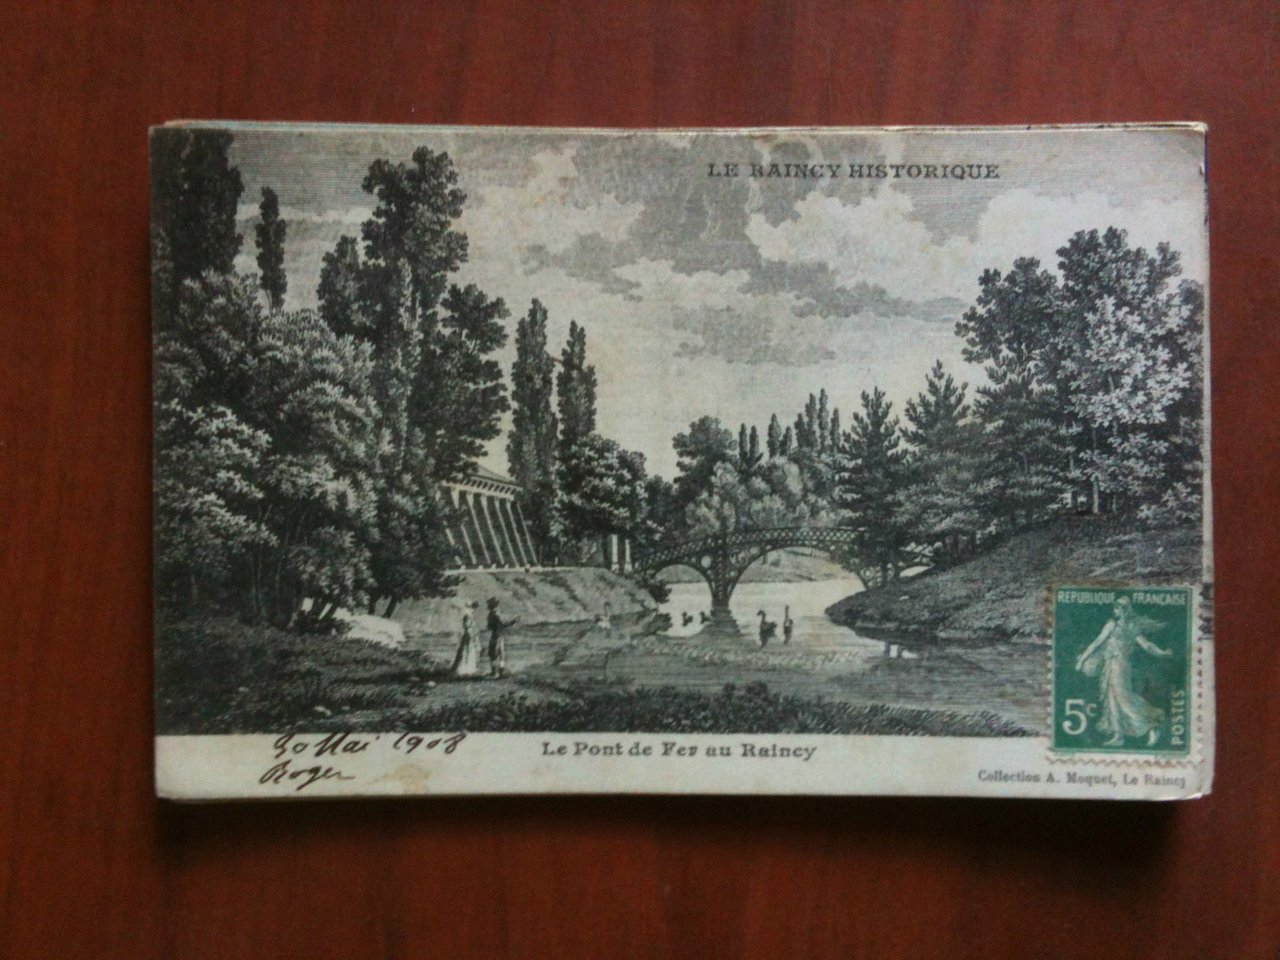 LE RAINCY HISTORIQUE
REPUBLIQUE FRANÇAISE
5c
POSTES
30 Mai 1908
Roger
Le Pont de Fer au Raincy
Collection A. Moquet, Le Raincy